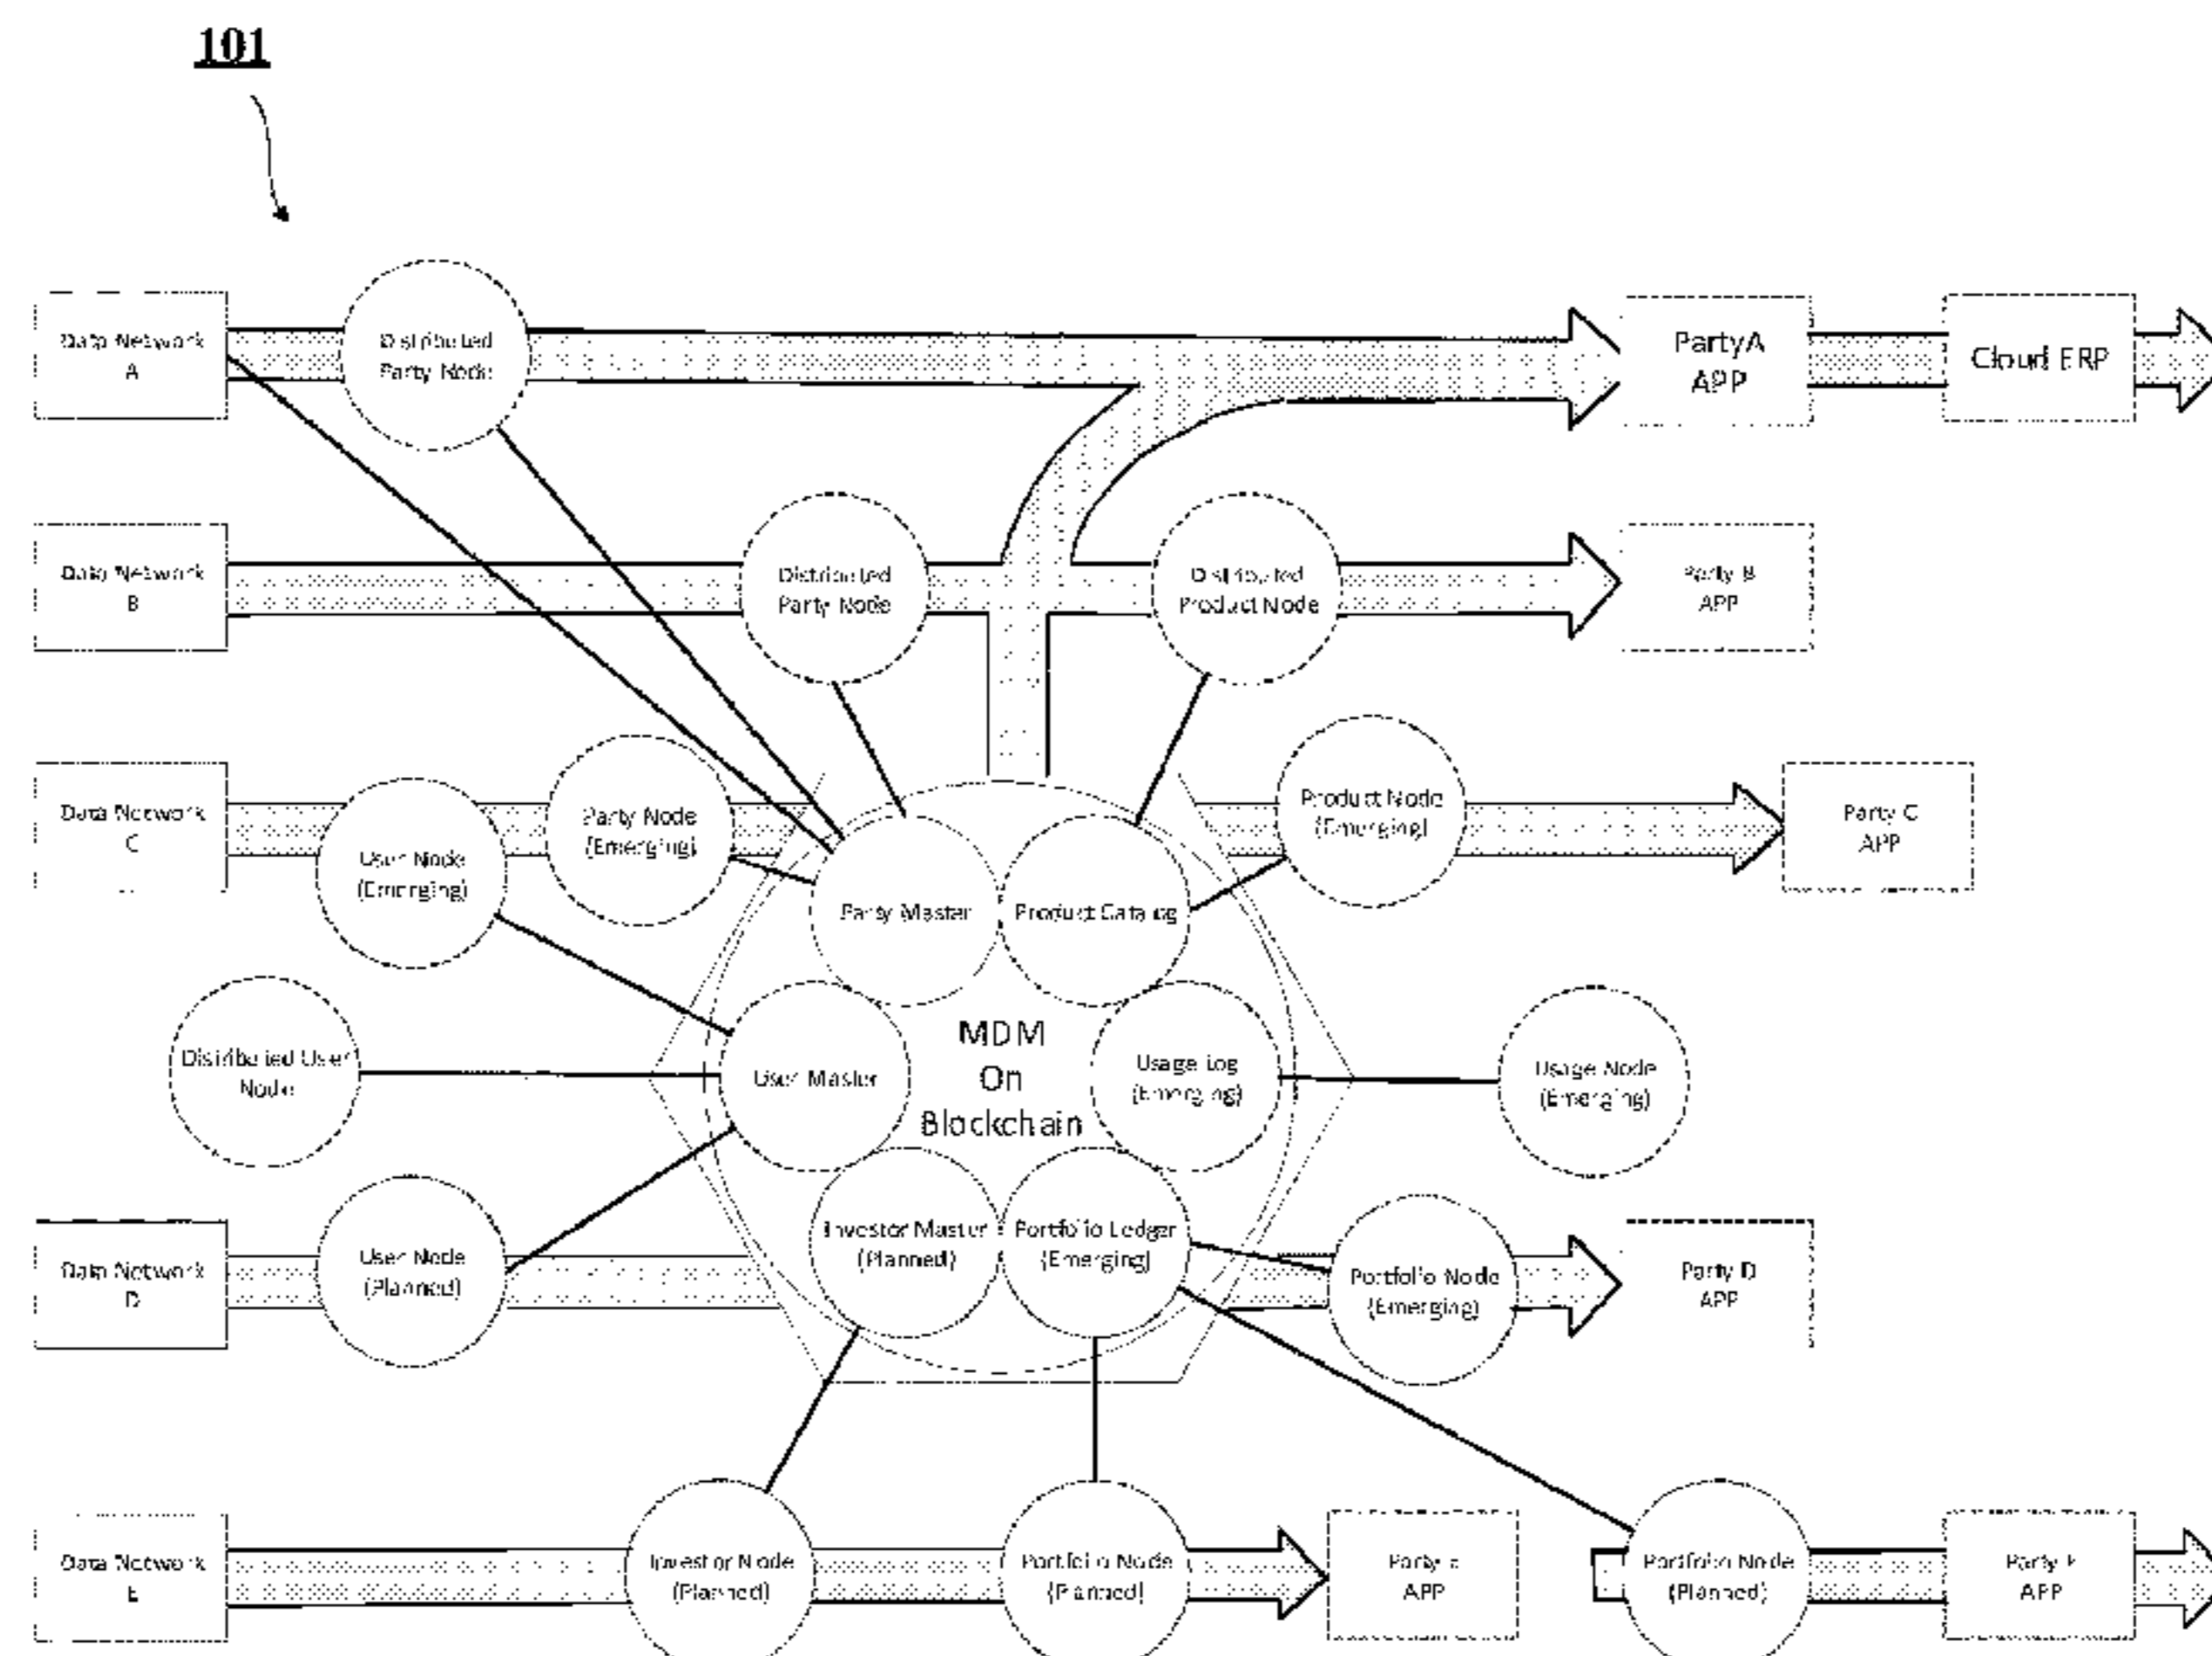 101
Data Network
A
Distributed
Party Node
Party A
APP
Cloud ERP
Data Network
B
Distributed
Party Node
Distributed
Product Node
Party B
APP
Data Network
C
User Node
(Emerging)
Party Node
(Emerging)
Product Node
(Emerging)
Party C
APP
Party Master
Product Catalog
Distributed User
Node
User Master
MDM
On
Blockchain
Usage Log
(Emerging)
Usage Node
(Emerging)
Data Network
D
User Node
(Planned)
Investor Master
(Planned)
Portfolio Ledger
(Emerging)
Portfolio Node
(Emerging)
Party D
APP
Data Network
E
Investor Node
(Planned)
Portfolio Node
(Planned)
Party E
APP
Portfolio Node
(Planned)
Party F
APP